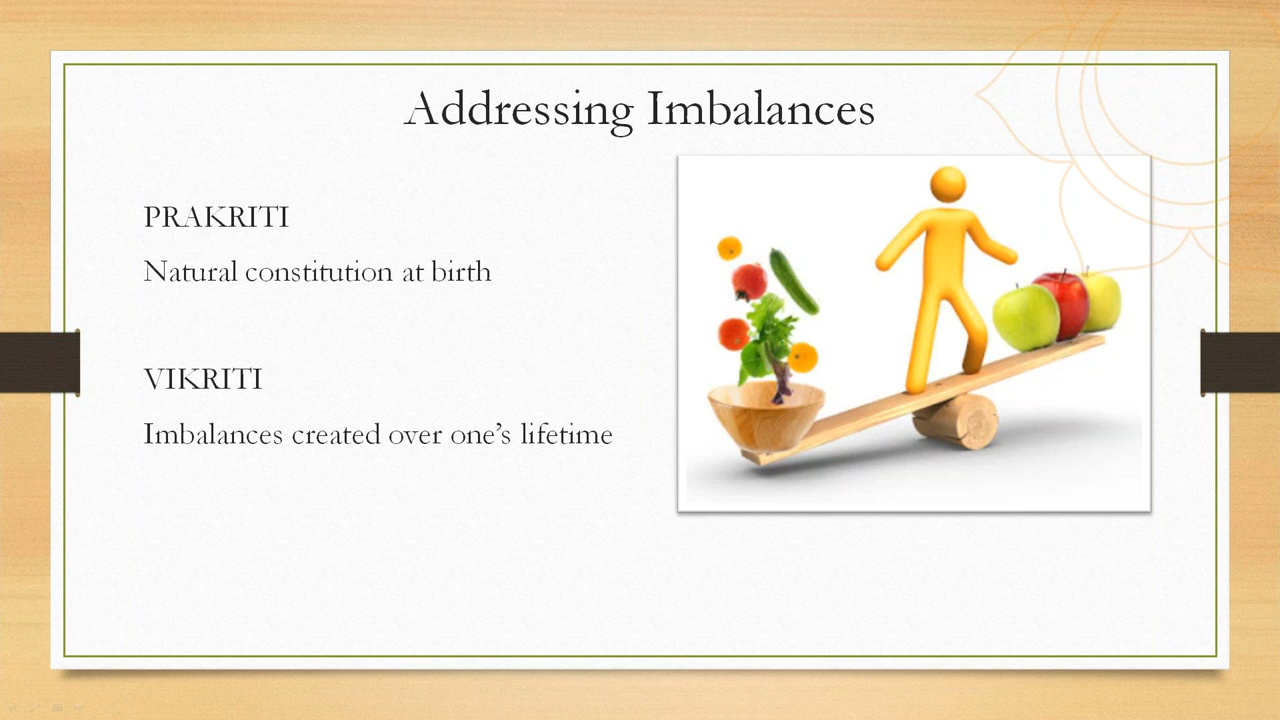 Addressing Imbalances
PRAKRITI
Natural constitution at birth
VIKRITI
Imbalances created over one’s lifetime